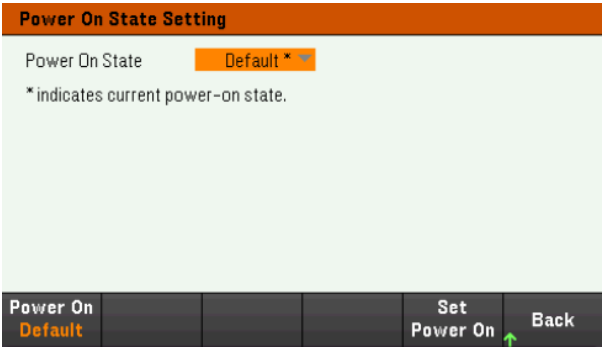 Power On State Setting
Power On State Default *
* indicates current power-on state.
Power On
Default
Set
Power On
Back